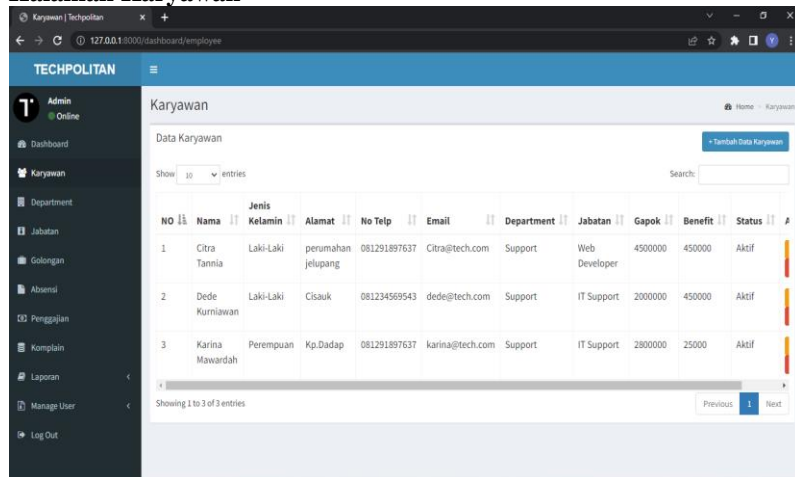 Halaman Karyawan
Karyawan | Techpolitan
127.0.0.1:8000/dashboard/employee
TECHPOLITAN
Admin
Online
Dashboard
Karyawan
Department
Jabatan
Golongan
Absensi
Penggajian
Komplain
Laporan
Manage User
Log Out
Karyawan
Home > Karyawan
Data Karyawan
+ Tambah Data Karyawan
Show 10 entries
Search:
NO Nama Jenis Kelamin Alamat No Telp Email Department Jabatan Gapok Benefit Status A
1 Citra Tannia Laki-Laki perumahan jelupang 081291897637 Citra@tech.com Support Web Developer 4500000 450000 Aktif
2 Dede Kurniawan Laki-Laki Cisauk 081234569543 dede@tech.com Support IT Support 2000000 450000 Aktif
3 Karina Mawardah Perempuan Kp.Dadap 081291897637 karina@tech.com Support IT Support 2800000 25000 Aktif
Showing 1 to 3 of 3 entries
Previous 1 Next